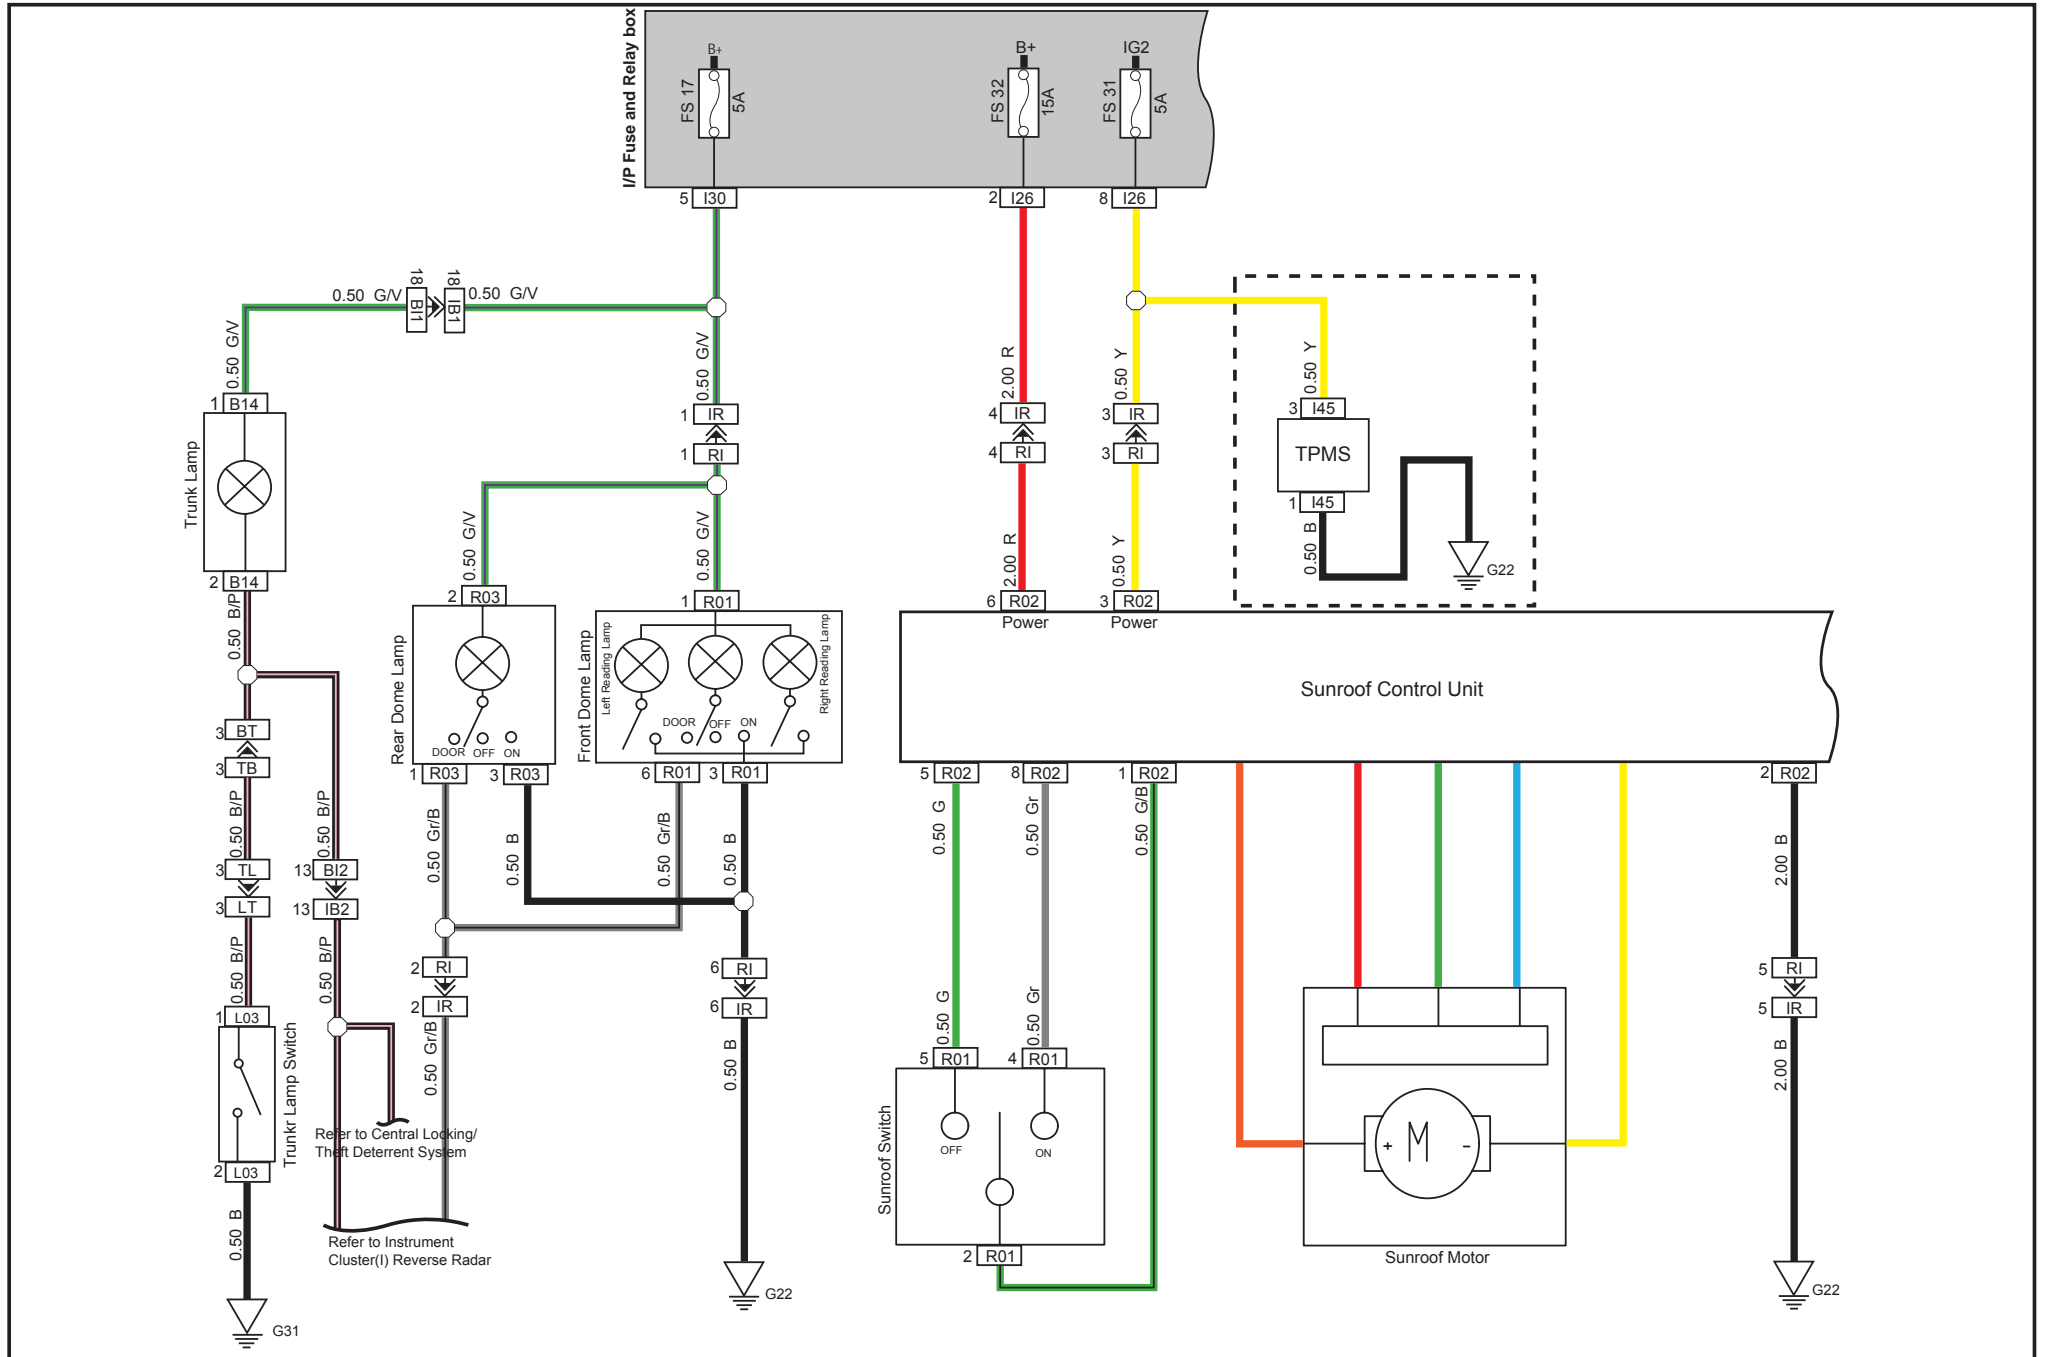 I/P Fuse and Relay box
B+
FS 17
5A
B+
FS 32
15A
IG2
FS 31
5A
5 I30
2 I26
8 I26
0.50 G/V
18 BI1
18 IB1
0.50 G/V
0.50 G/V
0.50 G/V
2.00 R
0.50 Y
0.50 Y
1 B14
1 IR
4 IR
3 IR
3 I45
1 RI
4 RI
3 RI
TPMS
Trunk Lamp
1 I45
0.50 B
G22
0.50 G/V
0.50 G/V
2.00 R
0.50 Y
2 B14
2 R03
1 R01
6 R02
3 R02
Power
Power
0.50 B/P
Rear Dome Lamp
DOOR
OFF
ON
Front Dome Lamp
Left Reading Lamp
Right Reading Lamp
DOOR
OFF
ON
Sunroof Control Unit
3 BT
3 TB
1 R03
3 R03
6 R01
3 R01
5 R02
8 R02
1 R02
2 R02
0.50 B/P
0.50 B/P
0.50 Gr/B
0.50 B
0.50 Gr/B
0.50 B
0.50 G
0.50 Gr
0.50 G/B
2.00 B
3 TL
13 BI2
3 LT
13 IB2
0.50 B/P
0.50 B/P
2 RI
6 RI
5 RI
2 IR
6 IR
5 IR
0.50 Gr/B
0.50 B
0.50 G
0.50 Gr
2.00 B
1 L03
5 R01
4 R01
Trunkr Lamp Switch
Refer to Central Locking/
Theft Deterrent System
Sunroof Switch
OFF
ON
+ M -
2 L03
0.50 B
Refer to Instrument
Cluster(I) Reverse Radar
2 R01
Sunroof Motor
G31
G22
G22